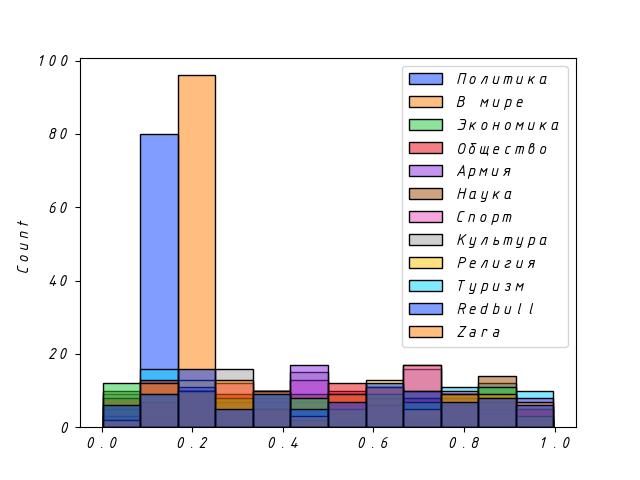 100
80
60
40
20
0
Count
0.0 0.2 0.4 0.6 0.8 1.0
Политика
В мире
Экономика
Общество
Армия
Наука
Спорт
Культура
Религия
Туризм
Redbull
Zara